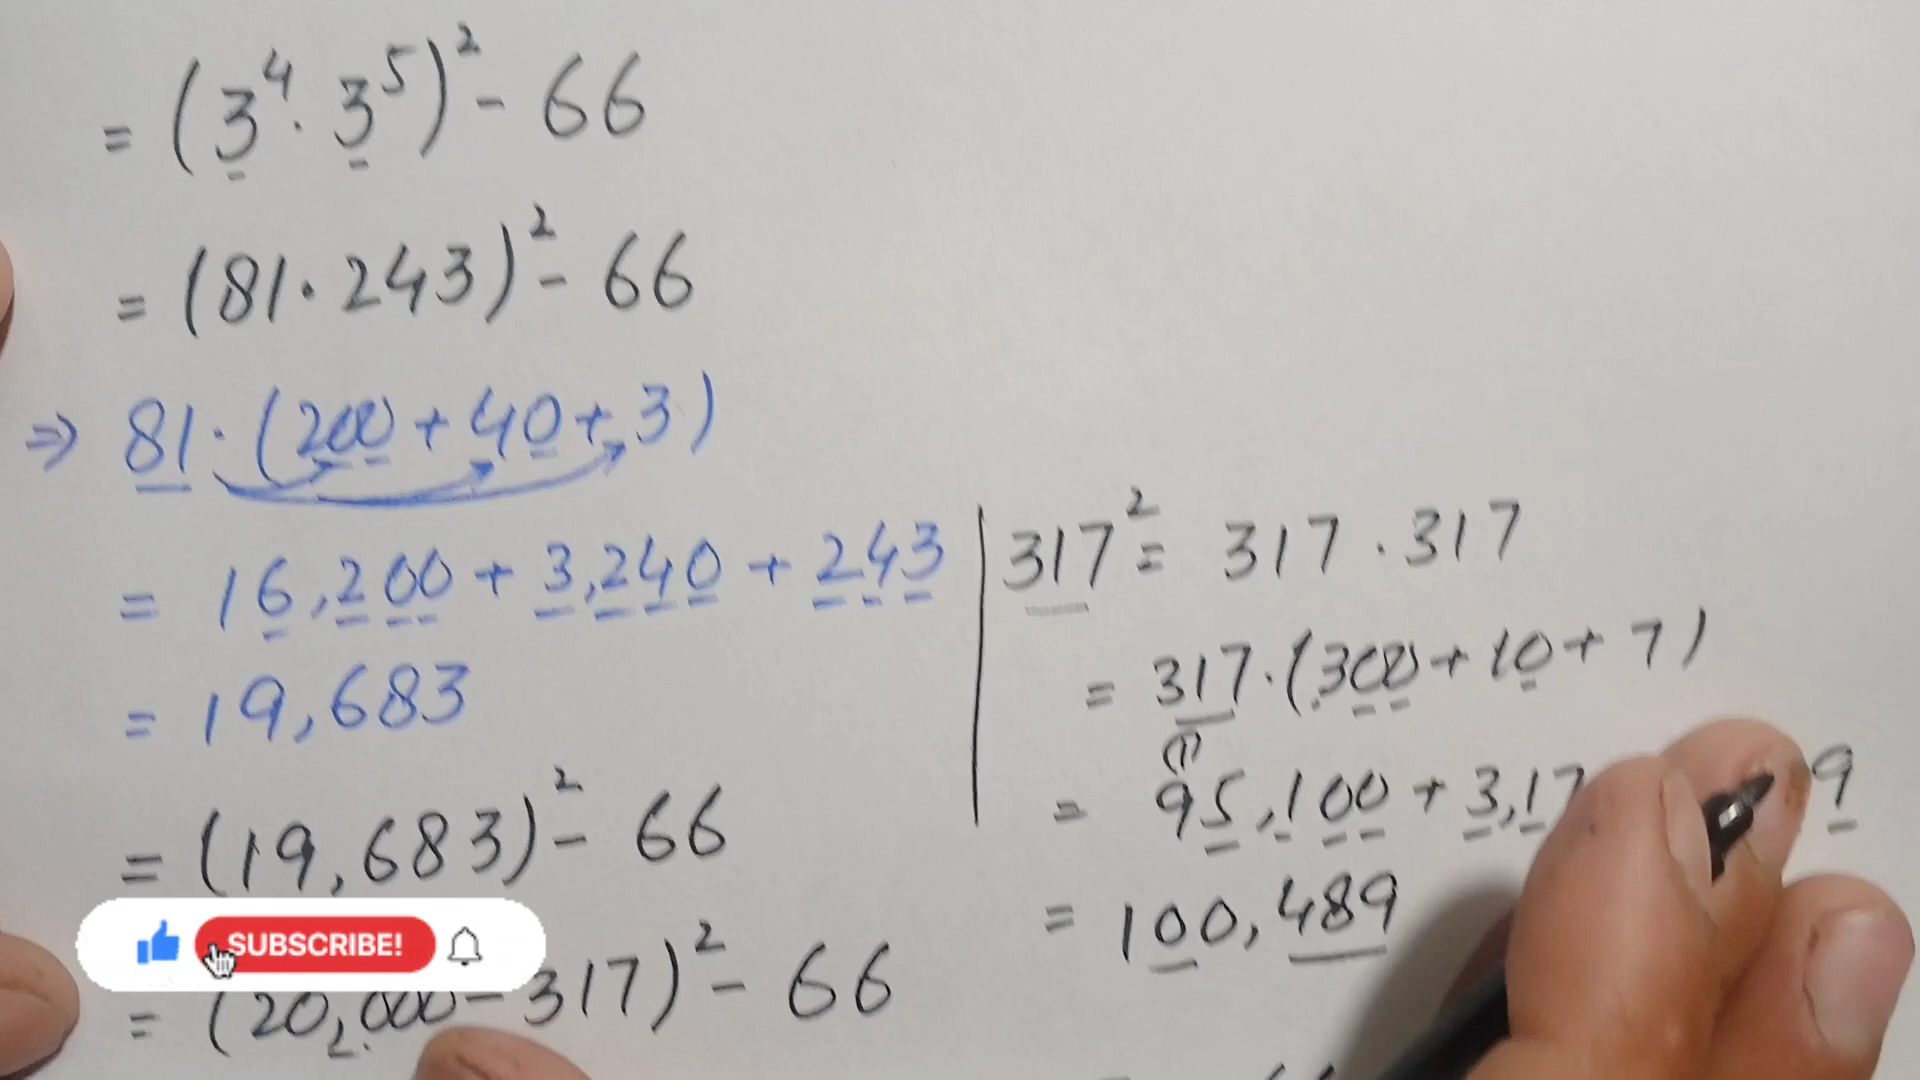 = (3⁴ · 3⁵)² - 66
= (81 · 243)² - 66
⇒ 81 · (200 + 40 + 3)
= 16,200 + 3,240 + 243
= 19,683
= (19,683)² - 66
SUBSCRIBE!
= (20,000 - 317)² - 66
317² = 317 · 317
= 317 · (300 + 10 + 7)
= 95,100 + 3,17 9
= 100,489